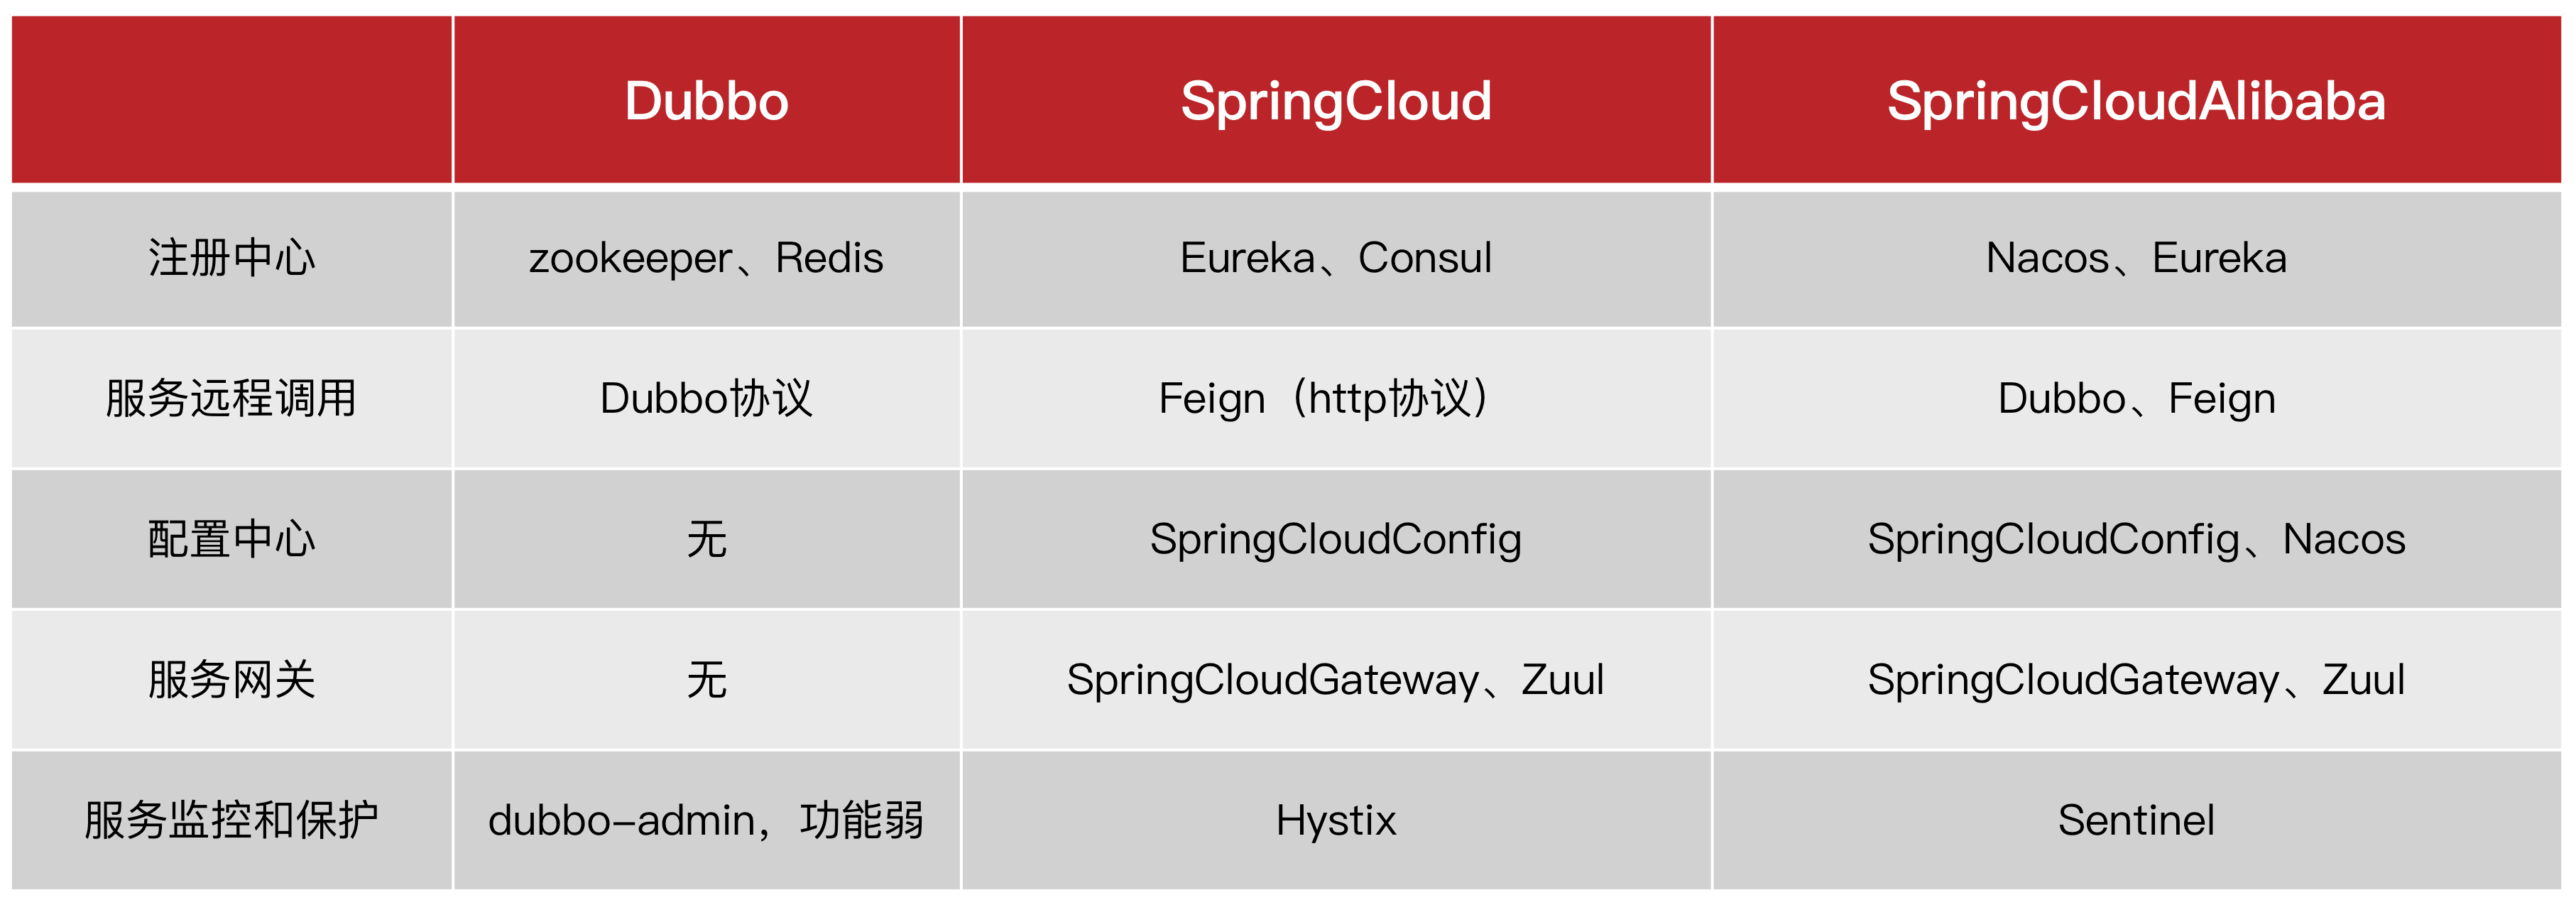 Dubbo
SpringCloud
SpringCloudAlibaba
注册中心
zookeeper、Redis
Eureka、Consul
Nacos、Eureka
服务远程调用
Dubbo协议
Feign（http协议）
Dubbo、Feign
配置中心
无
SpringCloudConfig
SpringCloudConfig、Nacos
服务网关
无
SpringCloudGateway、Zuul
SpringCloudGateway、Zuul
服务监控和保护
dubbo–admin，功能弱
Hystix
Sentinel